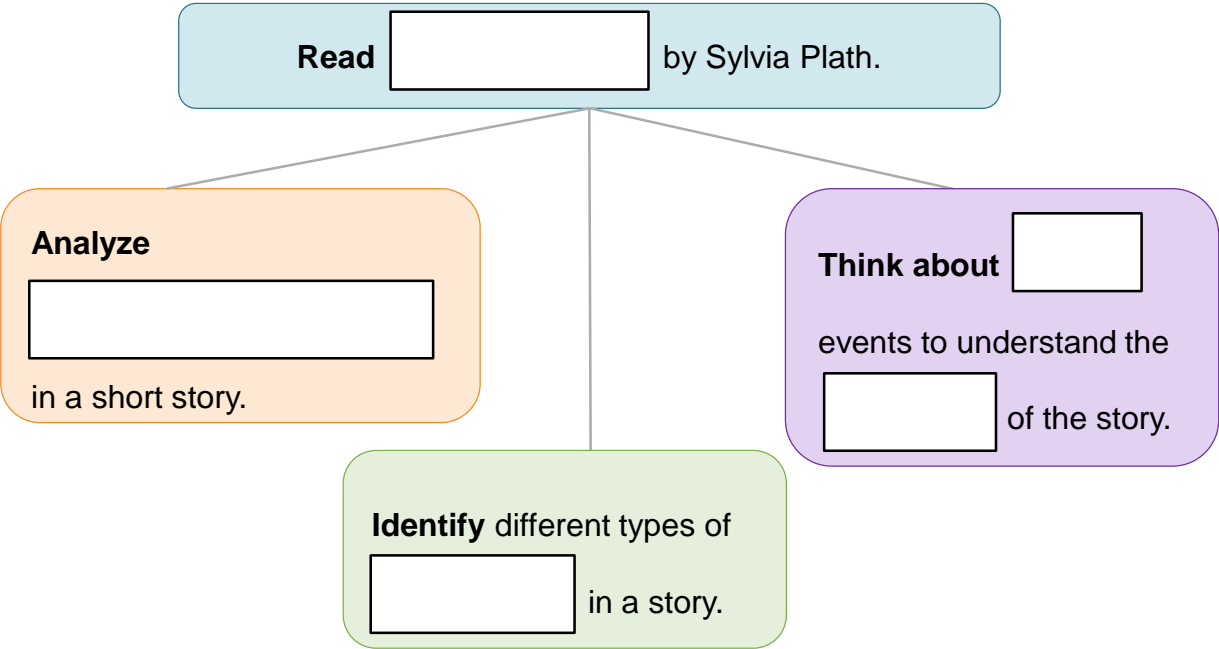 Read by Sylvia Plath.
Analyze
in a short story.
Think about
events to understand the
of the story.
Identify different types of
in a story.